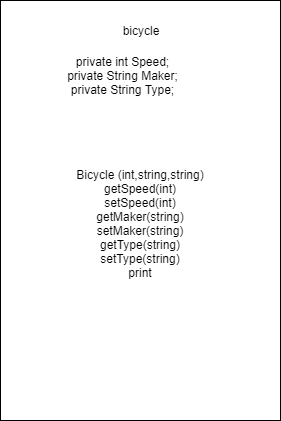 bicycle
private int Speed;
private String Maker;
private String Type;
Bicycle (int,string,string)
getSpeed(int)
setSpeed(int)
getMaker(string)
setMaker(string)
getType(string)
setType(string)
print